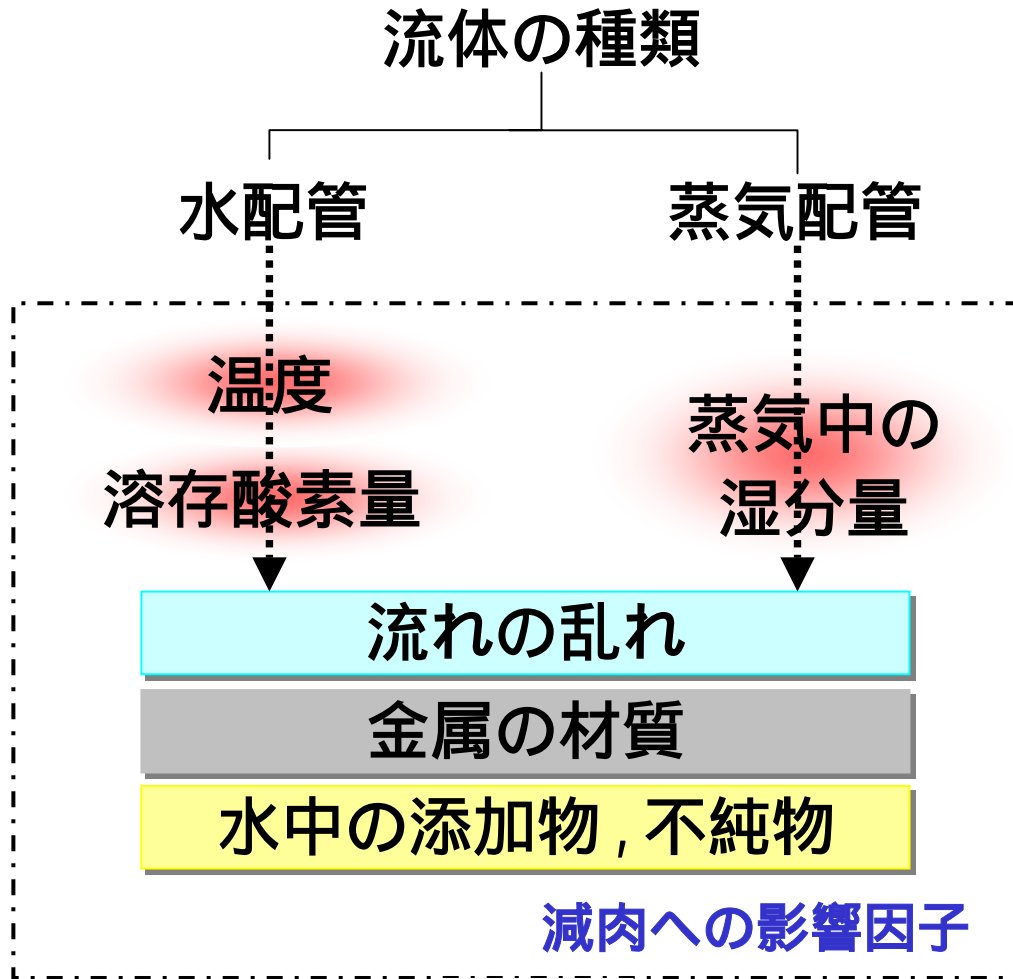 流体の種類
水配管
蒸気配管
温度
溶存酸素量
蒸気中の
湿分量
流れの乱れ
金属の材質
水中の添加物 , 不純物
減肉への影響因子